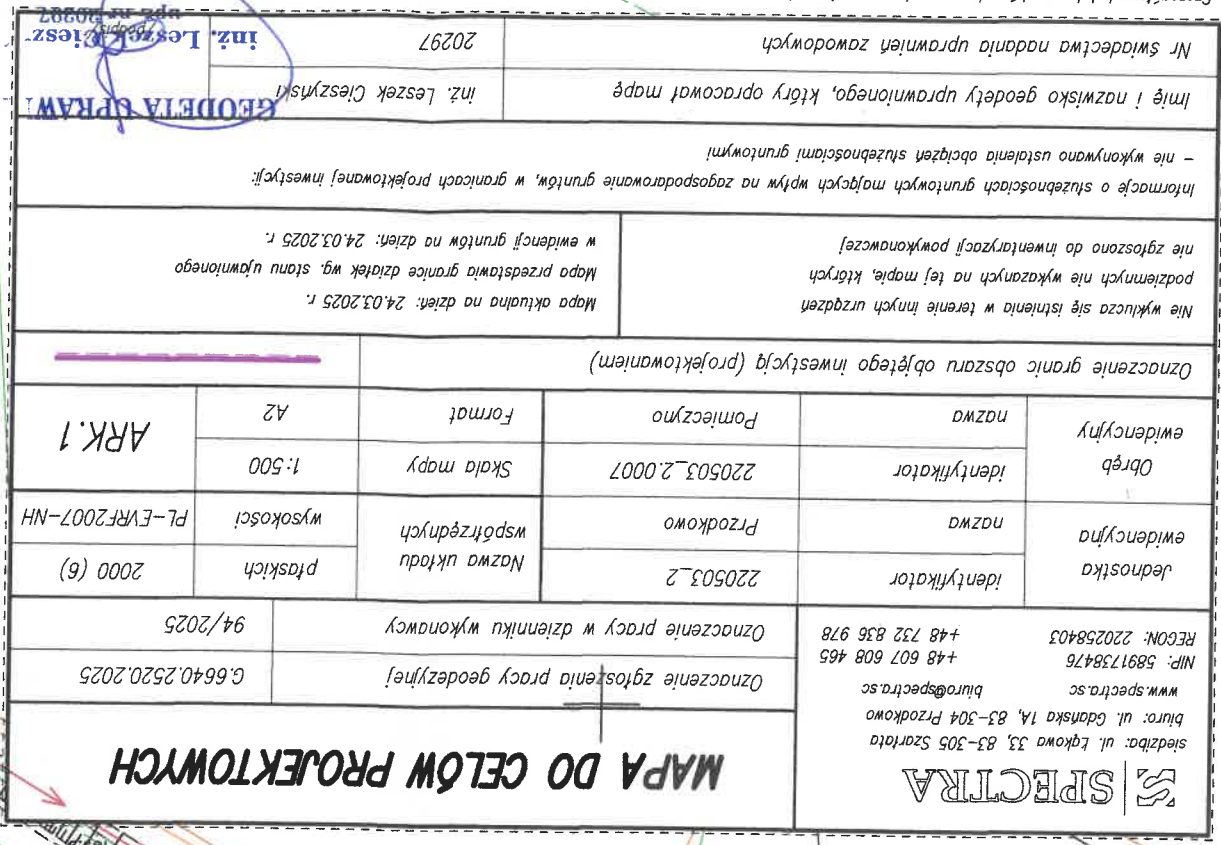 SPECTRA
siedziba: ul. Łąkowa 33, 83-305 Szarłata
biuro: ul. Gdańska 1A, 83-304 Przodkowo
www.spectra.sc biuro@spectra.sc
NIP: 5891738476 +48 607 608 465
REGON: 220258403 +48 732 836 978
MAPA DO CELÓW PROJEKTOWYCH
Oznaczenie zgłoszenia pracy geodezyjnej G.6640.2520.2025
Oznaczenie pracy w dzienniku wykonawcy 94/2025
Jednostka ewidencyjna
identyfikator 220503_2
nazwa Przodkowo
Nazwa układu współrzędnych
płaskich 2000 (6)
wysokości PL-EVRF2007-NH
Obręb ewidencyjny
identyfikator 220503_2.0007
nazwa Pomieczyno
Skala mapy 1:500
Format A2
ARK.1
Oznaczenie granic obszaru objętego inwestycją (projektowaniem)
Nie wyklucza się istnienia w terenie innych urządzeń
podziemnych nie wykazanych na tej mapie, których
nie zgłoszono do inwentaryzacji powykonawczej
Mapa aktualna na dzień: 24.03.2025 r.
Mapa przedstawia granice działek wg. stanu ujawnionego
w ewidencji gruntów na dzień: 24.03.2025 r.
Informacje o służebnościach gruntowych mających wpływ na zagospodarowanie gruntów, w granicach projektowanej inwestycji:
- nie wykonywano ustalenia obciążeń służebnościami gruntowymi
Imię i nazwisko geodety uprawnionego, który opracował mapę inż. Leszek Cieszyński
Nr świadectwa nadania uprawnień zawodowych 20297
GEODETA UPRAW
inż. Leszek Ciesz
upr. nr 20297